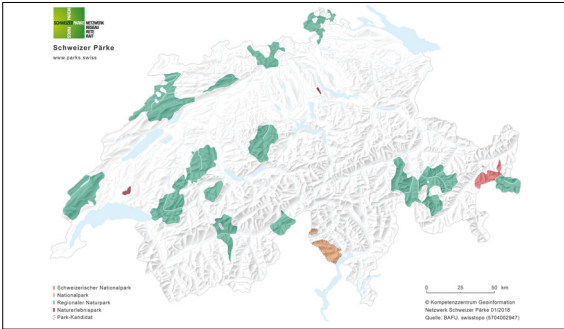 SCHWEIZER PÄRKE
NETZWERK
RESEAU
RETE
RAIT
Schweizer Pärke
www.parks.swiss
Schweizerischer Nationalpark
Nationalpark
Regionaler Naturpark
Naturerlebnispark
Park-Kandidat
0 25 50 km
© Kompetenzzentrum Geoinformation
Netzwerk Schweizer Pärke 01/2018
Quelle: BAFU, swisstopo (5704002947)